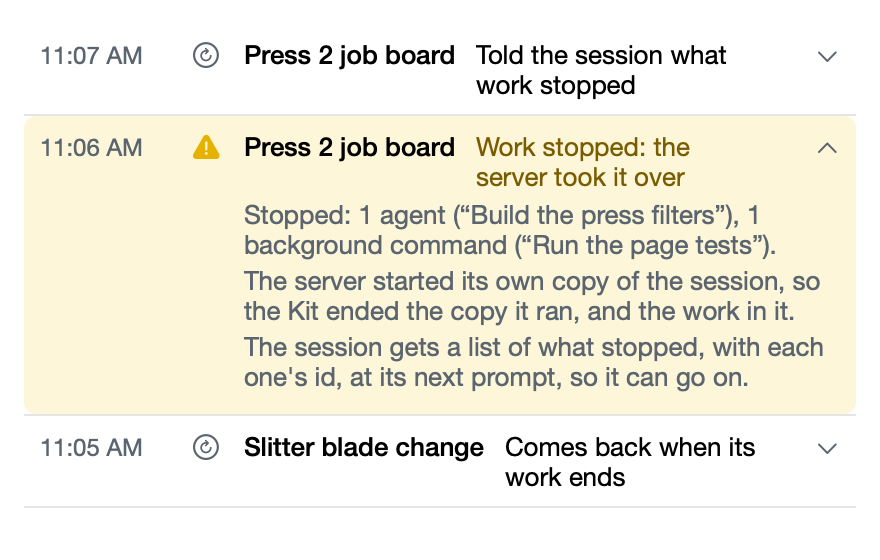 11:07 AM Press 2 job board Told the session what
work stopped
11:06 AM Press 2 job board Work stopped: the
server took it over
Stopped: 1 agent (“Build the press filters”), 1
background command (“Run the page tests”).
The server started its own copy of the session, so
the Kit ended the copy it ran, and the work in it.
The session gets a list of what stopped, with each
one's id, at its next prompt, so it can go on.
11:05 AM Slitter blade change Comes back when its
work ends